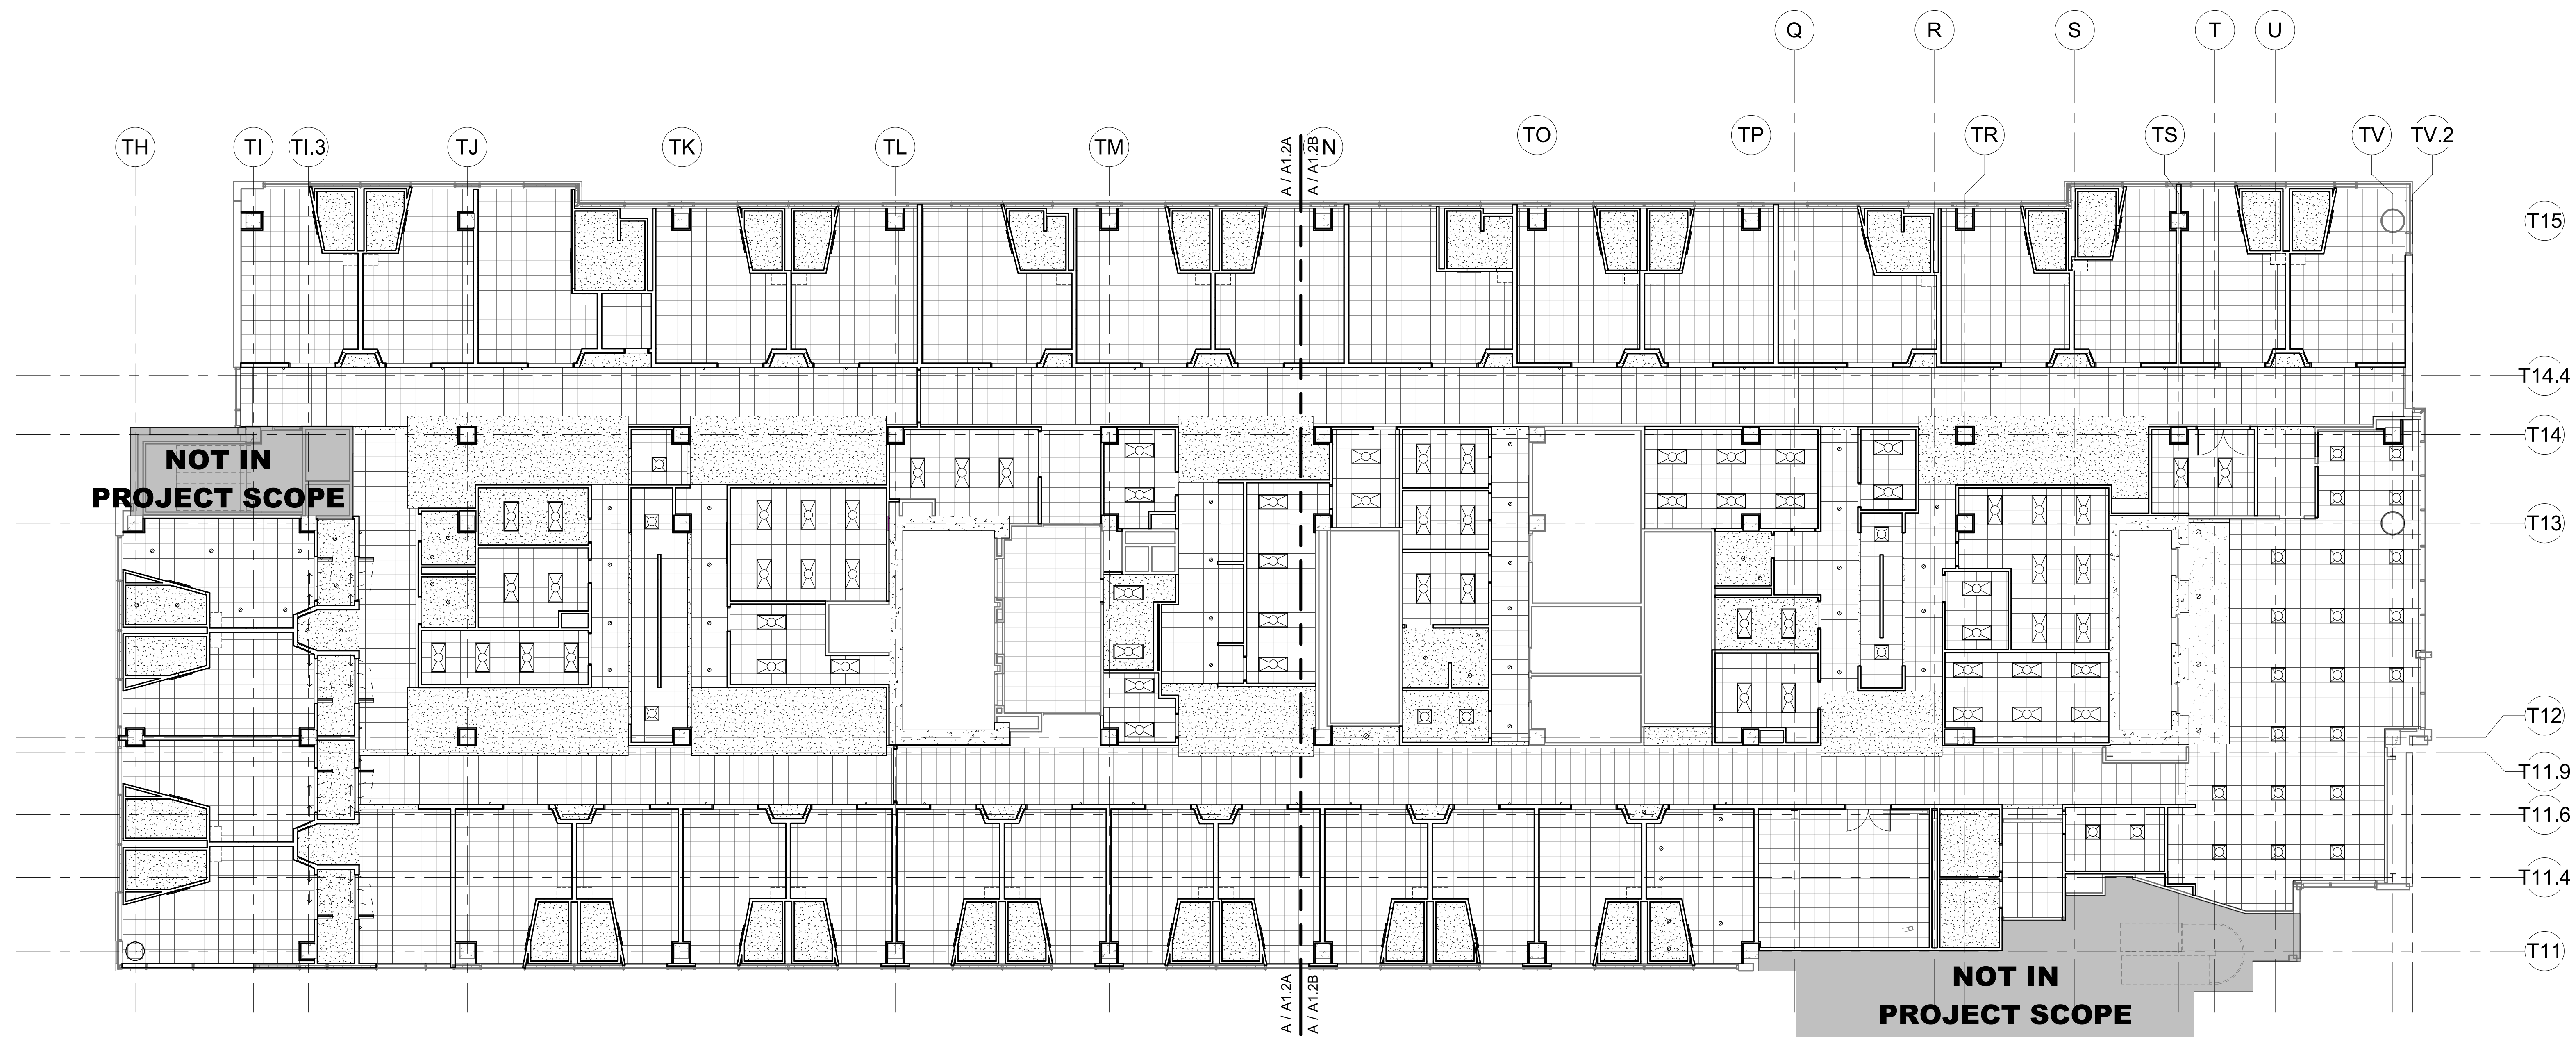 Q
R
S
T
U
TH
TI
TI.3
TJ
TK
TL
TM
A / A1.2A
A / A1.2B
N
TO
TP
TR
TS
TV
TV.2
T15
T14.4
T14
NOT IN
PROJECT SCOPE
T13
T12
T11.9
T11.6
T11.4
T11
A / A1.2A
A / A1.2B
NOT IN
PROJECT SCOPE